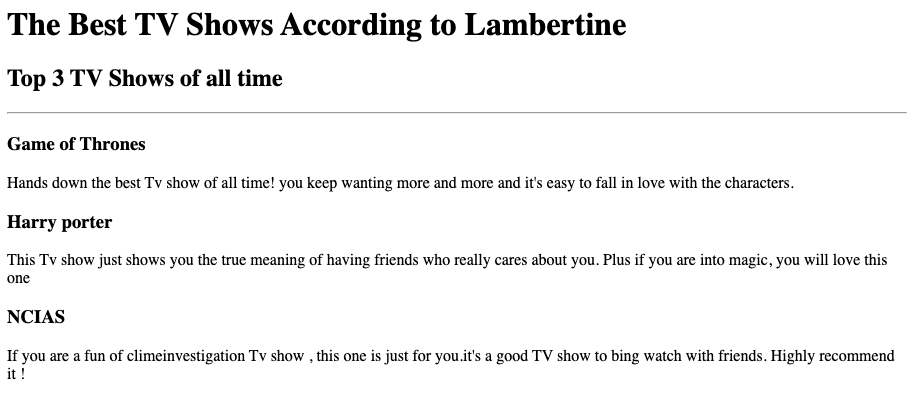 The Best TV Shows According to Lambertine
Top 3 TV Shows of all time
Game of Thrones
Hands down the best Tv show of all time! you keep wanting more and more and it's easy to fall in love with the characters.
Harry porter
This Tv show just shows you the true meaning of having friends who really cares about you. Plus if you are into magic, you will love this
one
NCIAS
If you are a fun of climeinvestigation Tv show , this one is just for you.it's a good TV show to bing watch with friends. Highly recommend
it !